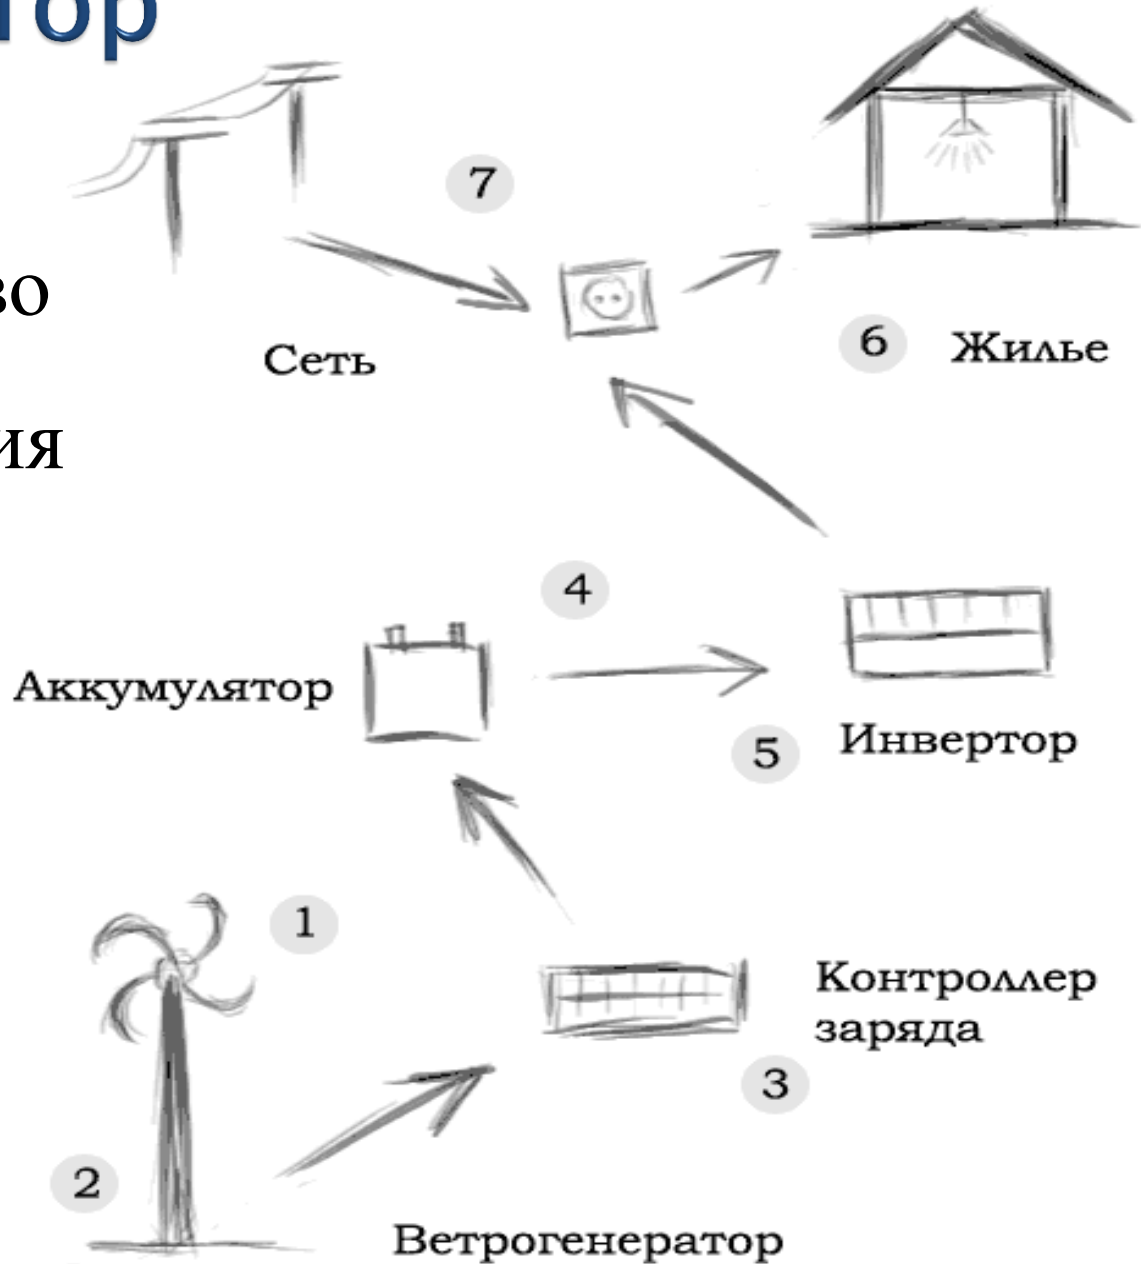 тор
7
во
Сеть
6 Жилье
ия
4
Аккумулятор
5 Инвертор
1
Контроллер
заряда
3
2
Ветрогенератор